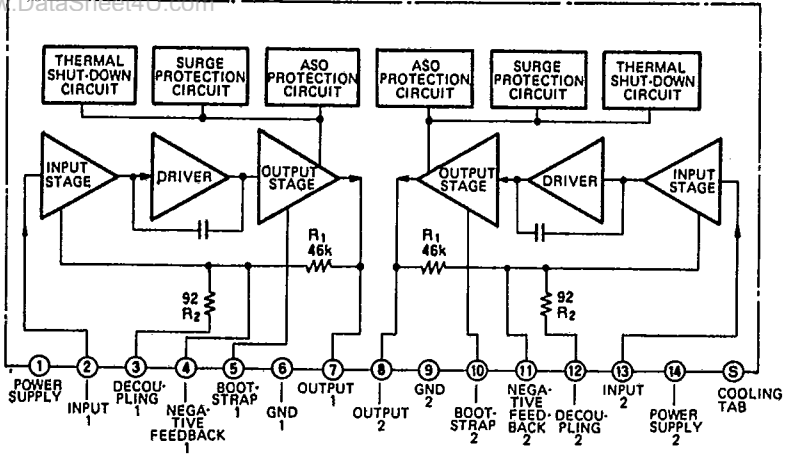 w.DataSheet4U.com
THERMAL
SHUT-DOWN
CIRCUIT
SURGE
PROTECTION
CIRCUIT
ASO
PROTECTION
CIRCUIT
ASO
PROTECTION
CIRCUIT
SURGE
PROTECTION
CIRCUIT
THERMAL
SHUT-DOWN
CIRCUIT
INPUT
STAGE
DRIVER
OUTPUT
STAGE
OUTPUT
STAGE
DRIVER
INPUT
STAGE
R1
46k
R1
46k
92
R2
92
R2
1 2 3 4 5 6 7 8 9 10 11 12 13 14 S
POWER
SUPPLY
INPUT
1
DECOU-
PLING
1
NEGA-
TIVE
FEEDBACK
1
BOOT-
STRAP
1
GND
1
OUTPUT
1
OUTPUT
2
GND
2
BOOT-
STRAP
2
NEGA-
TIVE
FEED-
BACK
2
DECOU-
PLING
2
INPUT
2
POWER
SUPPLY
2
COOLING
TAB